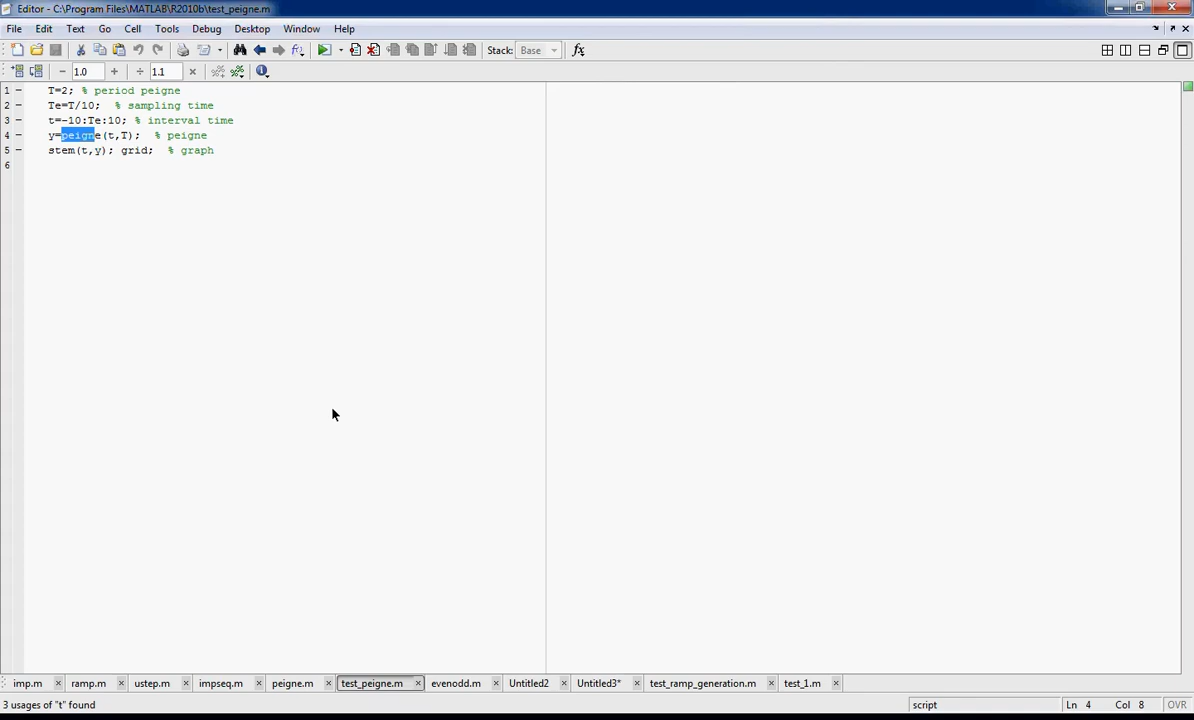 Editor - C:\Program Files\MATLAB\R2010b\test_peigne.m
File Edit Text Go Cell Tools Debug Desktop Window Help
Stack: Base fx
− 1.0 + ÷ 1.1 ×
1 − T=2; % period peigne
2 − Te=T/10; % sampling time
3 − t=-10:Te:10; % interval time
4 − y=peigne(t,T); % peigne
5 − stem(t,y); grid; % graph
6
imp.m × ramp.m × ustep.m × impseq.m × peigne.m × test_peigne.m × evenodd.m × Untitled2 × Untitled3* × test_ramp_generation.m × test_1.m ×
3 usages of "t" found script Ln 4 Col 8 OVR